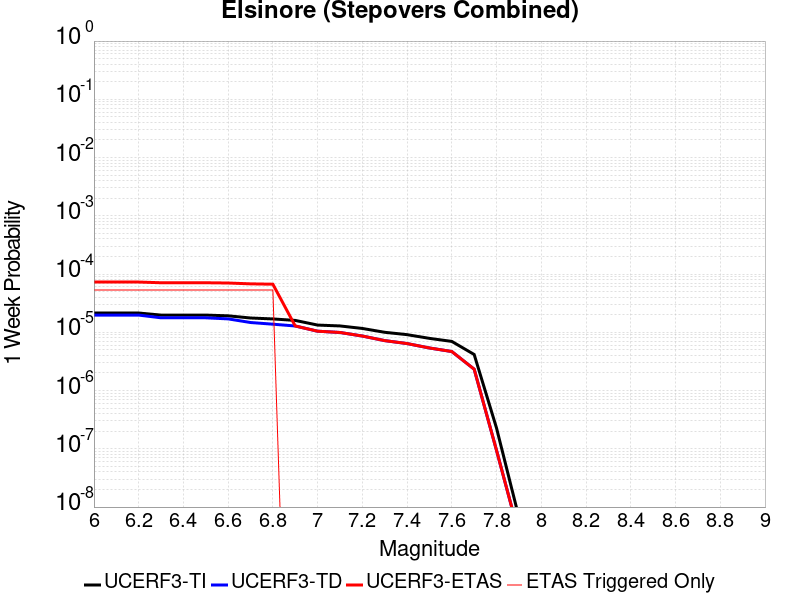 Elsinore (Stepovers Combined)
10^0
10^-1
10^-2
10^-3
10^-4
10^-5
10^-6
10^-7
10^-8
1 Week Probability
6 6.2 6.4 6.6 6.8 7 7.2 7.4 7.6 7.8 8 8.2 8.4 8.6 8.8 9
Magnitude
UCERF3-TI UCERF3-TD UCERF3-ETAS ETAS Triggered Only